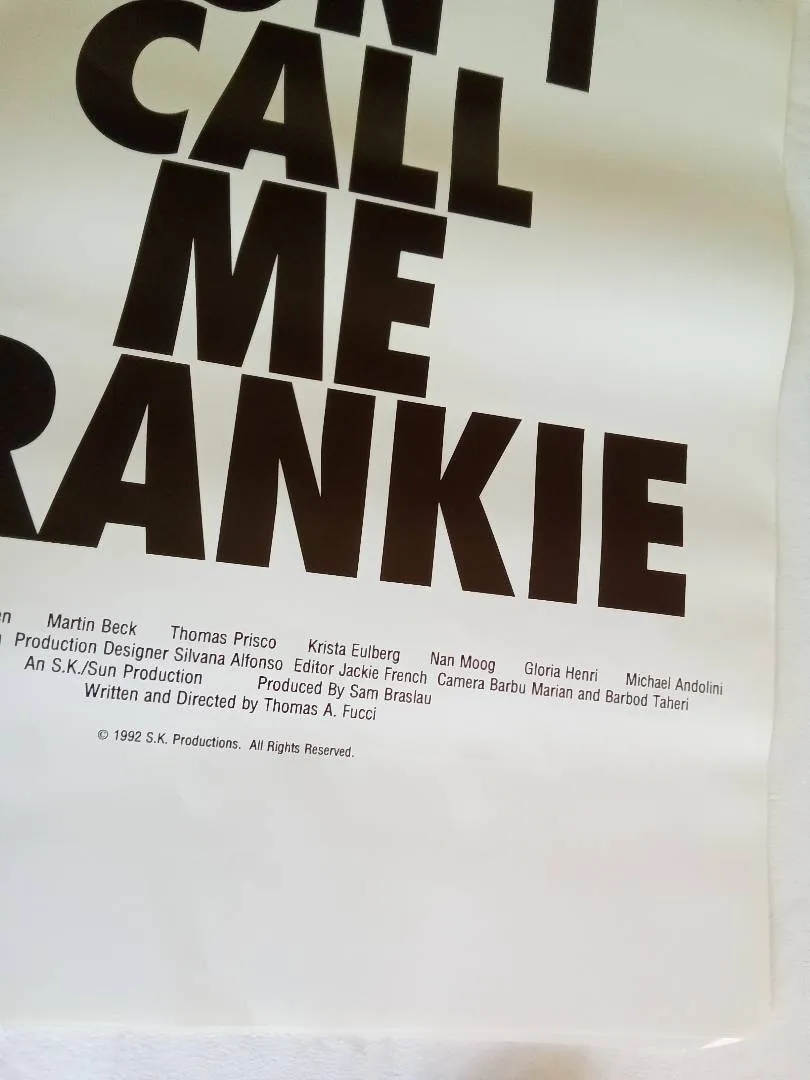 ON'T
CALL
ME
RANKIE
Martin Beck Thomas Prisco Krista Eulberg Nan Moog Gloria Henri Michael Andolini
Production Designer Silvana Alfonso Editor Jackie French Camera Barbu Marian and Barbod Taheri
An S.K./Sun Production Produced By Sam Braslau
Written and Directed by Thomas A. Fucci
© 1992 S.K. Productions. All Rights Reserved.